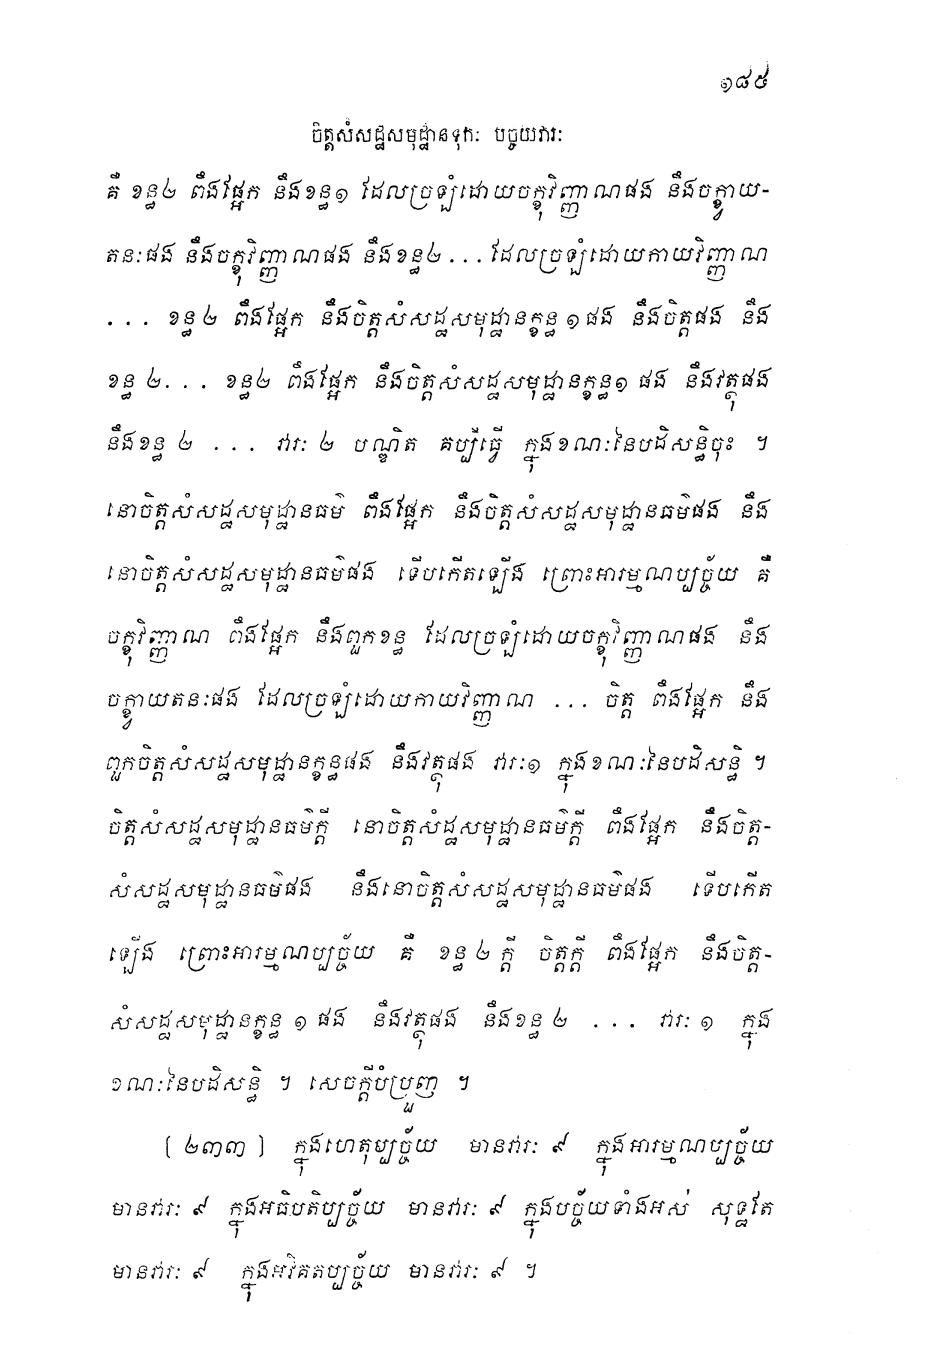 ១៨៥
ចិត្តសំសដ្ឋសមុដ្ឋានទុកៈ បច្ចយវារៈ
គឺ ខន្ធ២ ពឹងផ្អែក នឹងខន្ធ១ ដែលច្រឡំដោយចក្ខុវិញ្ញាណផង នឹងចក្ខាយ-
តនៈផង នឹងចក្ខុវិញ្ញាណផង នឹងខន្ធ២ ... ដែលច្រឡំដោយកាយវិញ្ញាណ
... ខន្ធ២ ពឹងផ្អែក នឹងចិត្តសំសដ្ឋសមុដ្ឋានក្ខន្ធ ១ ផង នឹងចិត្តផង នឹង
ខន្ធ ២... ខន្ធ២ ពឹងផ្អែក នឹងចិត្តសំសដ្ឋសមុដ្ឋានក្ខន្ធ១ ផង នឹងវត្ថុផង
នឹងខន្ធ ២ ... វារៈ ២ បណ្ឌិត គប្បីធ្វើ ក្នុងខណៈនៃបដិសន្ធិចុះ ។
នោចិត្តសំសដ្ឋសមុដ្ឋានធម៌ ពឹងផ្អែក នឹងចិត្តសំសដ្ឋសមុដ្ឋានធម៌ផង នឹង
នោចិត្តសំសដ្ឋសមុដ្ឋានធម៌ផង ទើបកើតឡើង ព្រោះអារម្មណប្បច្ច័យ គឺ
ចក្ខុវិញ្ញាណ ពឹងផ្អែក នឹងពួកខន្ធ ដែលច្រឡំដោយចក្ខុវិញ្ញាណផង នឹង
ចក្ខាយតនៈផង ដែលច្រឡំដោយកាយវិញ្ញាណ ... ចិត្ត ពឹងផ្អែក នឹង
ពួកចិត្តសំសដ្ឋសមុដ្ឋានក្ខន្ធផង នឹងវត្ថុផង វារៈ១ ក្នុងខណៈនៃបដិសន្ធិ ។
ចិត្តសំសដ្ឋសមុដ្ឋានធម៌ក្តី នោចិត្តសំសដ្ឋសមុដ្ឋានធម៌ក្តី ពឹងផ្អែក នឹងចិត្ត-
សំសដ្ឋសមុដ្ឋានធម៌ផង នឹងនោចិត្តសំសដ្ឋសមុដ្ឋានធម៌ផង ទើបកើត
ឡើង ព្រោះអារម្មណប្បច្ច័យ គឺ ខន្ធ ២ ក្តី ចិត្តក្តី ពឹងផ្អែក នឹងចិត្ត-
សំសដ្ឋសមុដ្ឋានក្ខន្ធ ១ ផង នឹងវត្ថុផង នឹងខន្ធ ២ ... វារៈ ១ ក្នុង
ខណៈនៃបដិសន្ធិ ។ សេចក្តីបំប្រួញ ។
[ ២៣៣ ] ក្នុងហេតុប្បច្ច័យ មានវារៈ ៩ ក្នុងអារម្មណប្បច្ច័យ
មានវារៈ ៩ ក្នុងអធិបតិប្បច្ច័យ មានវារៈ ៩ ក្នុងបច្ច័យទាំងអស់ សុទ្ធតែ
មានវារៈ ៩ ក្នុងអវិគតប្បច្ច័យ មានវារៈ ៩ ។